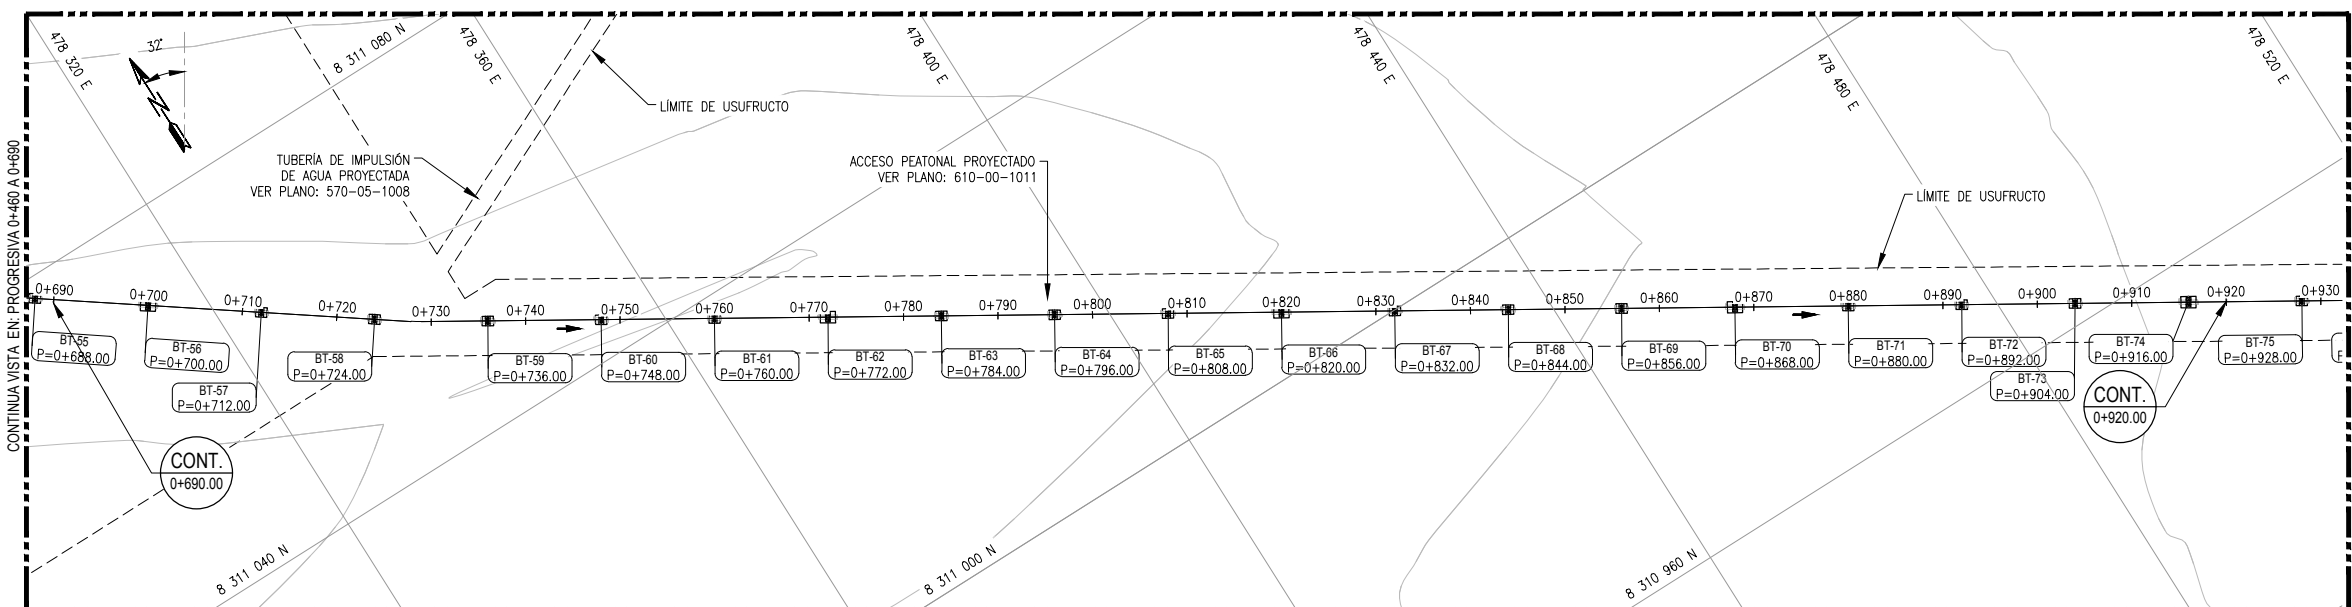 478 320 E
32°
N
8 311 080 N
478 360 E
478 400 E
478 440 E
478 480 E
478 520 E
LÍMITE DE USUFRUCTO
TUBERÍA DE IMPULSIÓN
DE AGUA PROYECTADA
VER PLANO: 570-05-1008
ACCESO PEATONAL PROYECTADO
VER PLANO: 610-00-1011
LÍMITE DE USUFRUCTO
CONTINUA VISTA EN: PROGRESIVA 0+460 A 0+690
0+690
0+700
0+710
0+720
0+730
0+740
0+750
0+760
0+770
0+780
0+790
0+800
0+810
0+820
0+830
0+840
0+850
0+860
0+870
0+880
0+890
0+900
0+910
0+920
0+930
BT-55
P=0+688.00
BT-56
P=0+700.00
BT-57
P=0+712.00
BT-58
P=0+724.00
BT-59
P=0+736.00
BT-60
P=0+748.00
BT-61
P=0+760.00
BT-62
P=0+772.00
BT-63
P=0+784.00
BT-64
P=0+796.00
BT-65
P=0+808.00
BT-66
P=0+820.00
BT-67
P=0+832.00
BT-68
P=0+844.00
BT-69
P=0+856.00
BT-70
P=0+868.00
BT-71
P=0+880.00
BT-72
P=0+892.00
BT-73
P=0+904.00
BT-74
P=0+916.00
BT-75
P=0+928.00
CONT.
0+690.00
CONT.
0+920.00
8 311 040 N
8 311 000 N
8 310 960 N